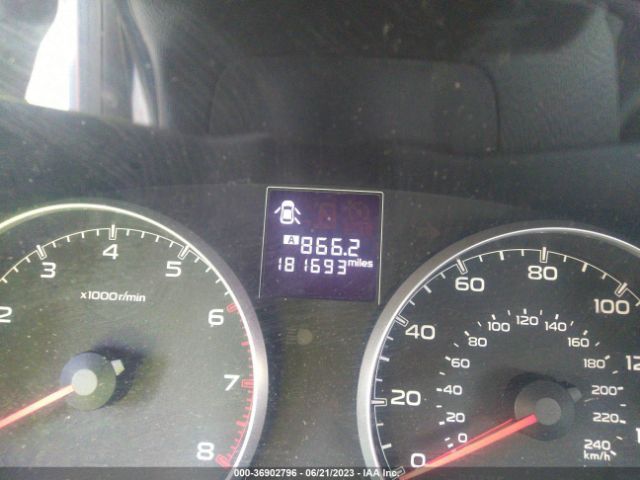 A 866.2
181693 miles
2 3 4 5 6 7 8
x1000r/min
0 20 40 60 80 100
0 20 40 60 80 100 120 140 160 180 200 220 240
km/h
000-36902796 - 06/21/2023 - IAA Inc.